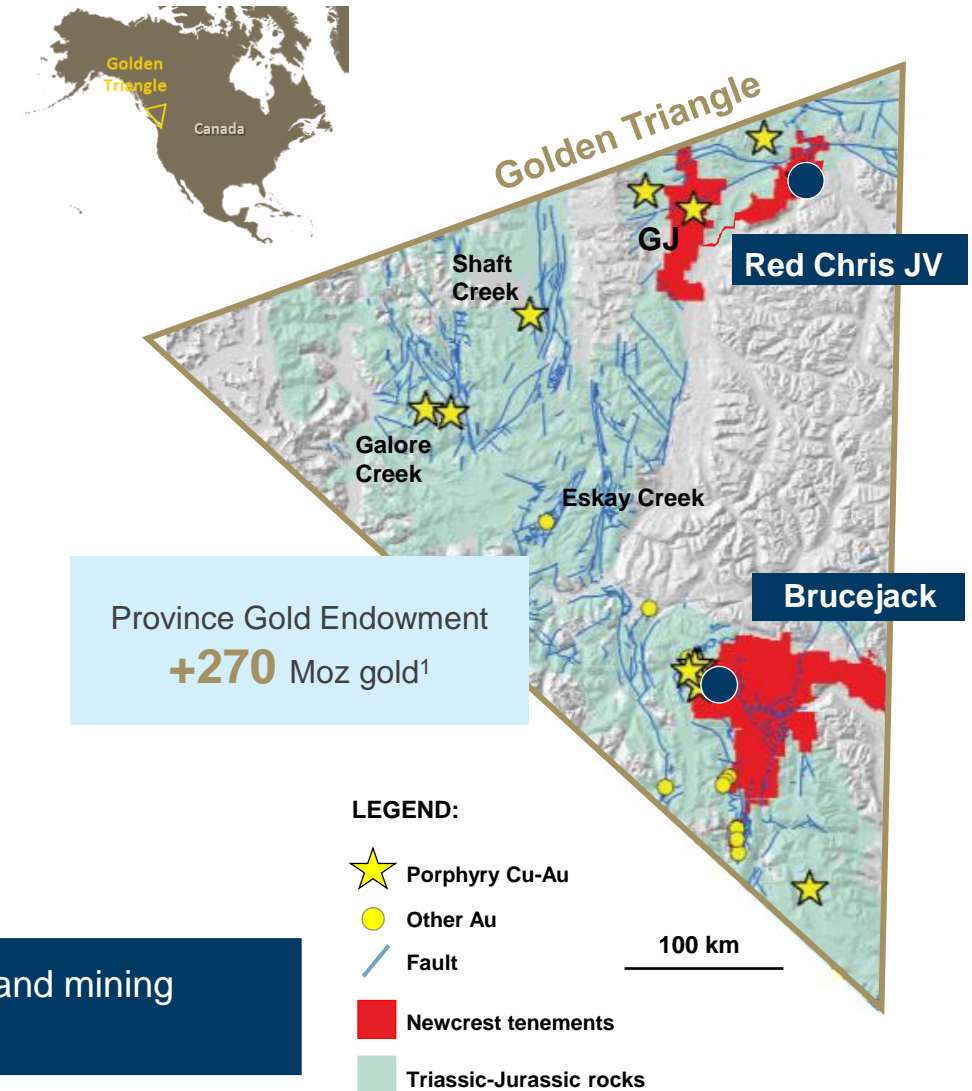 Golden
Triangle
Canada
Golden Triangle
GJ
Red Chris JV
Shaft
Creek
Galore
Creek
Eskay Creek
Brucejack
Province Gold Endowment
+270 Moz gold¹
LEGEND:
Porphyry Cu-Au
Other Au
Fault
100 km
Newcrest tenements
Triassic-Jurassic rocks
and mining